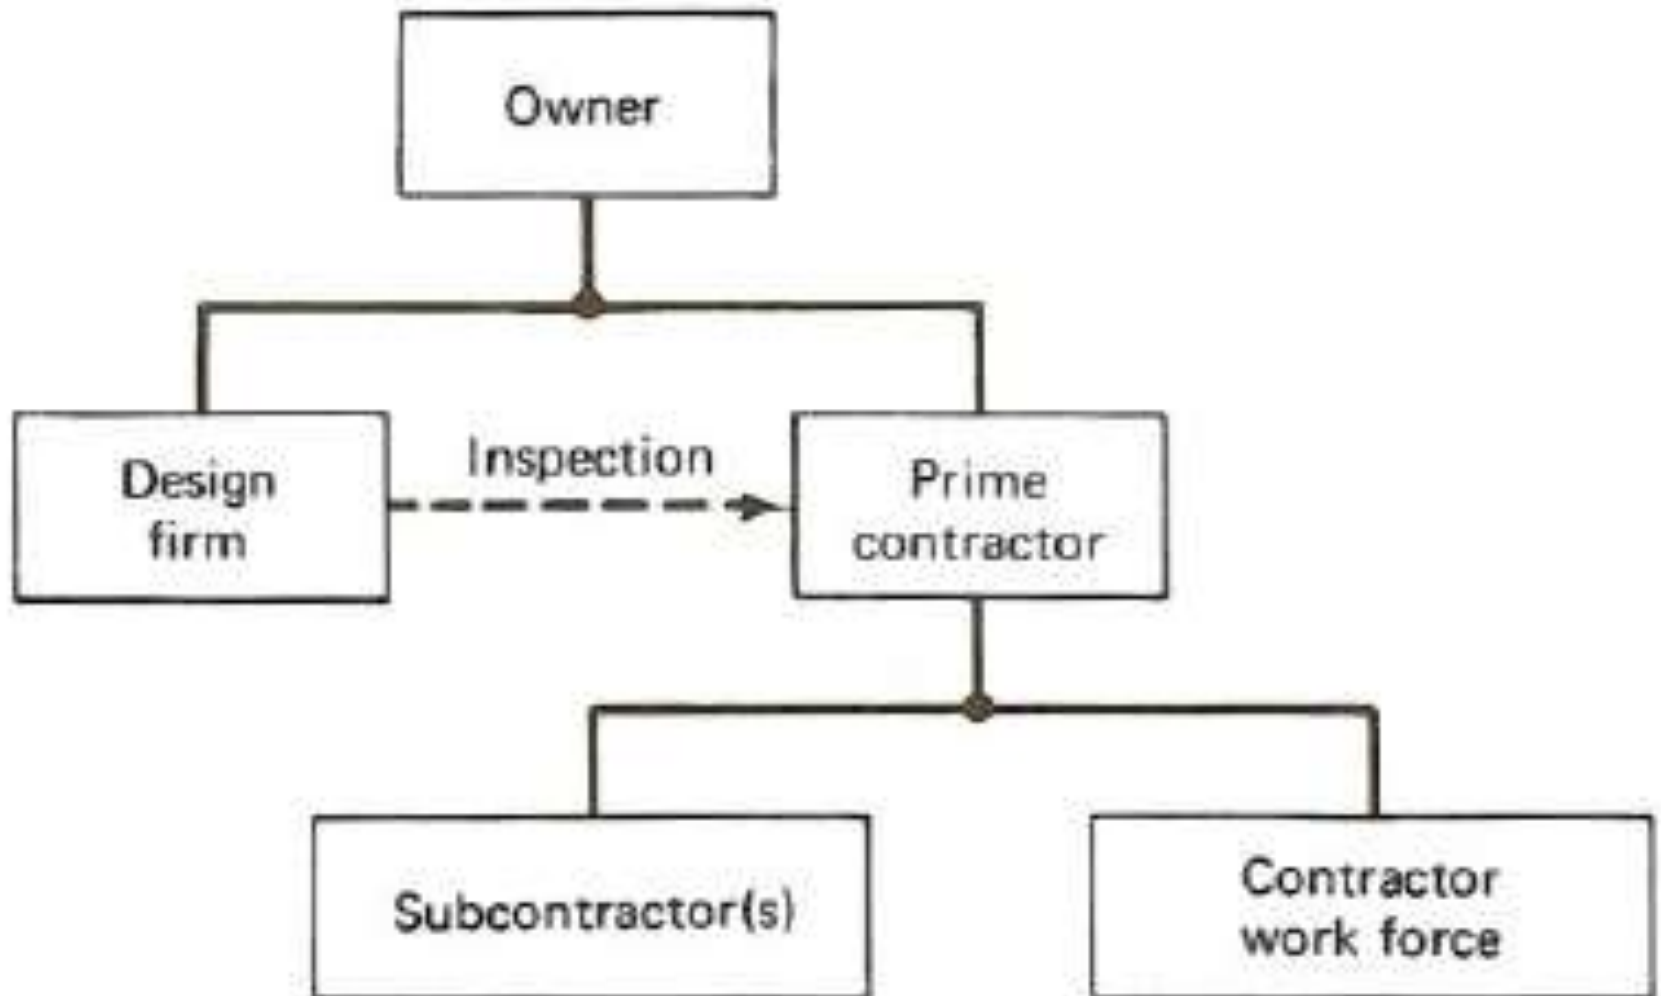 Owner
Design
firm
Inspection
Prime
contractor
Subcontractor(s)
Contractor
work force